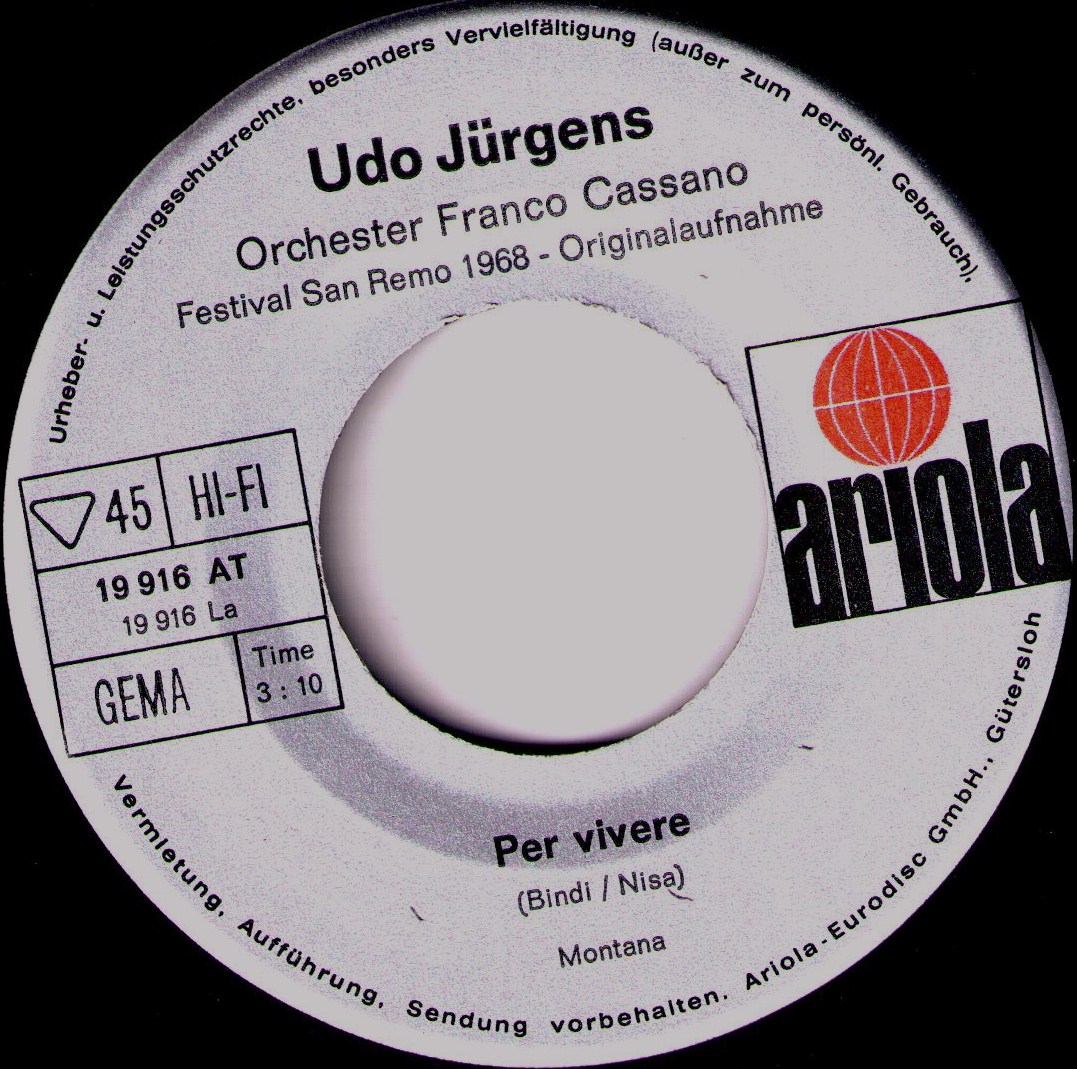 Urheber- u. Leistungsschutzrechte, besonders Vervielfältigung (außer zum persönl. Gebrauch),
Udo Jürgens
Orchester Franco Cassano
Festival San Remo 1968 - Originalaufnahme
ariola
45 HI-FI
19 916 AT
19 916 La
GEMA
Time
3 : 10
Per vivere
(Bindi / Nisa)
Montana
Vermietung, Aufführung, Sendung vorbehalten. Ariola-Eurodisc GmbH., Gütersloh